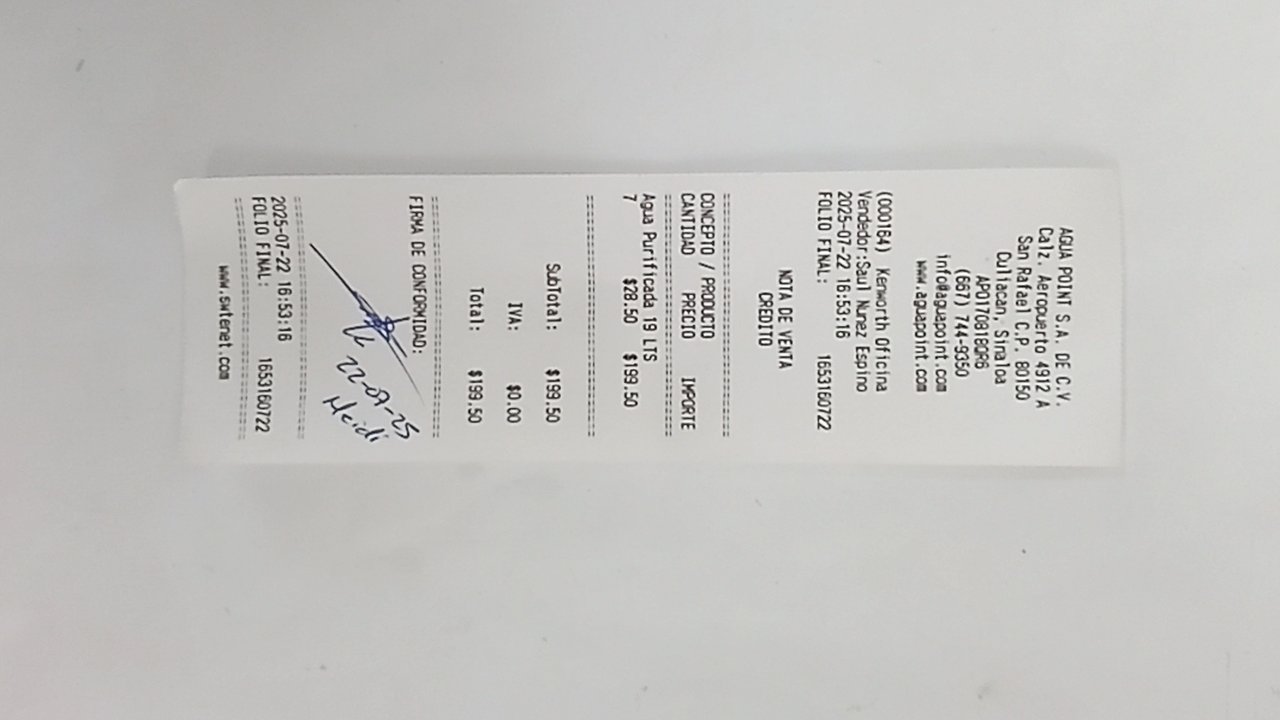 AGUA POINT S.A. DE C.V.
Calz. Aeropuerto 4912 A
San Rafael C.P. 80150
Culiacan, Sinaloa
APO170818QR6
(667) 744-9350
info@aguapoint.com
www.aguapoint.com
(000164) Kenworth Oficina
Vendedor:Saul Nunez Espino
2025-07-22 16:53:16
FOLIO FINAL: 1653160722
NOTA DE VENTA
CREDITO
CONCEPTO / PRODUCTO
CANTIDAD PRECIO IMPORTE
Agua Purificada 19 LTS
7 $28.50 $199.50
SubTotal: $199.50
IVA: $0.00
Total: $199.50
FIRMA DE CONFORMIDAD:
22-07-25
Heidi
2025-07-22 16:53:16
FOLIO FINAL: 1653160722
www.swtenet.com